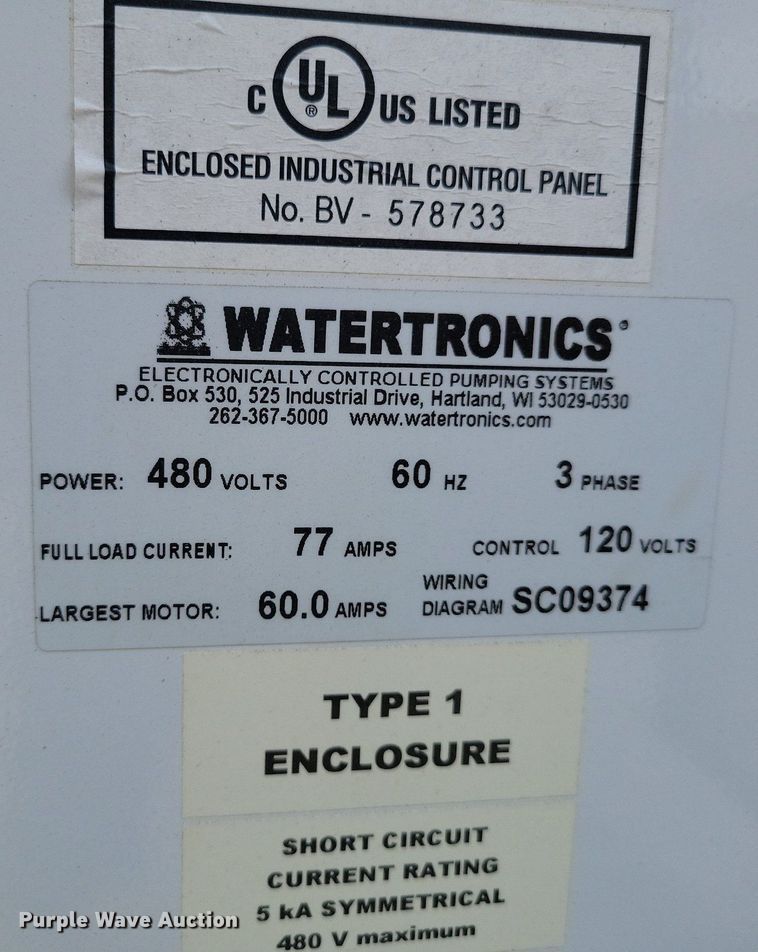 C UL ® US LISTED
ENCLOSED INDUSTRIAL CONTROL PANEL
No. BV - 578733
WATERTRONICS®
ELECTRONICALLY CONTROLLED PUMPING SYSTEMS
P.O. Box 530, 525 Industrial Drive, Hartland, WI 53029-0530
262-367-5000 www.watertronics.com
POWER: 480 VOLTS 60 HZ 3 PHASE
FULL LOAD CURRENT: 77 AMPS CONTROL 120 VOLTS
LARGEST MOTOR: 60.0 AMPS WIRING DIAGRAM SC09374
TYPE 1
ENCLOSURE
SHORT CIRCUIT
CURRENT RATING
5 kA SYMMETRICAL
480 V maximum
Purple Wave Auction